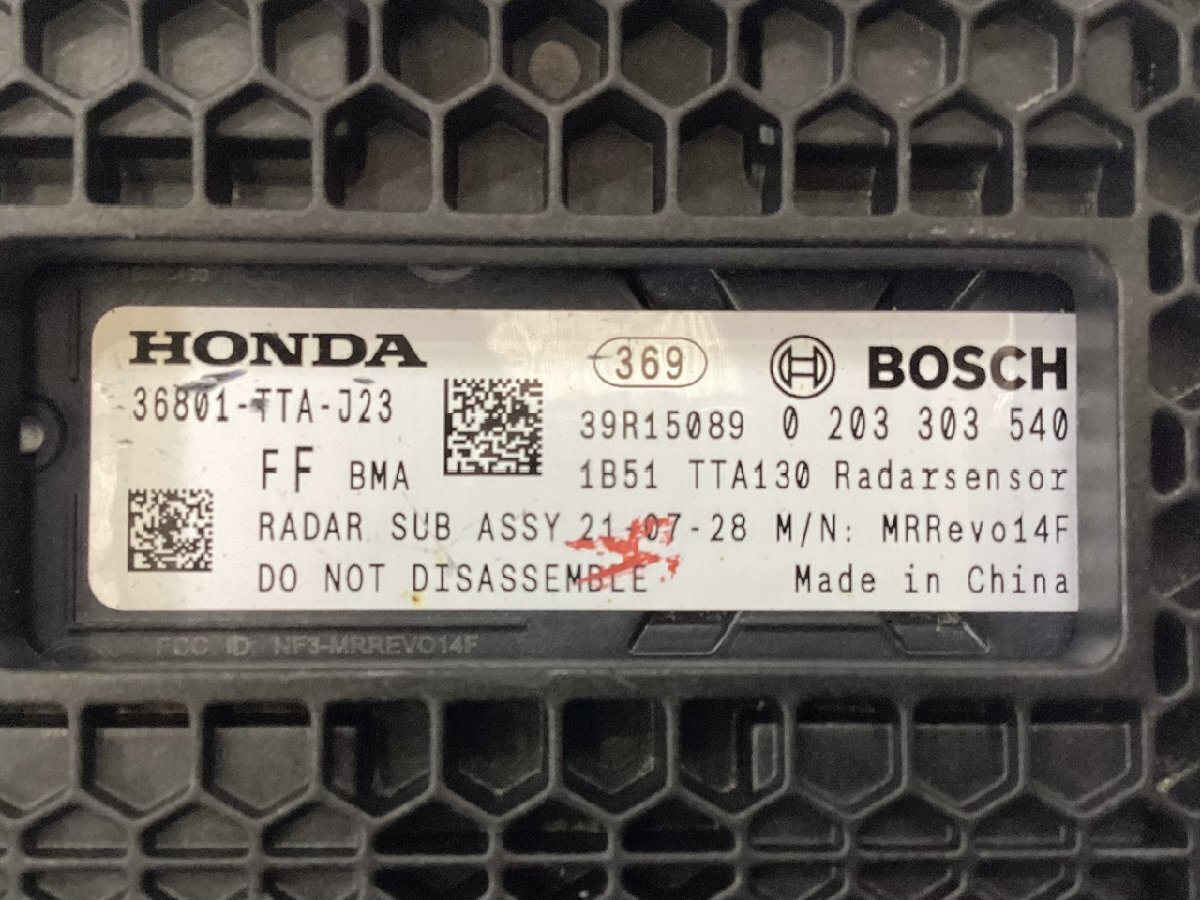 HONDA 369 BOSCH
36801-TTA-J23 39R15089 0 203 303 540
FF BMA 1B51 TTA130 Radarsensor
RADAR SUB ASSY 21-07-28 M/N: MRRevo14F
DO NOT DISASSEMBLE Made in China
FCC ID: NF3-MRREVO14F